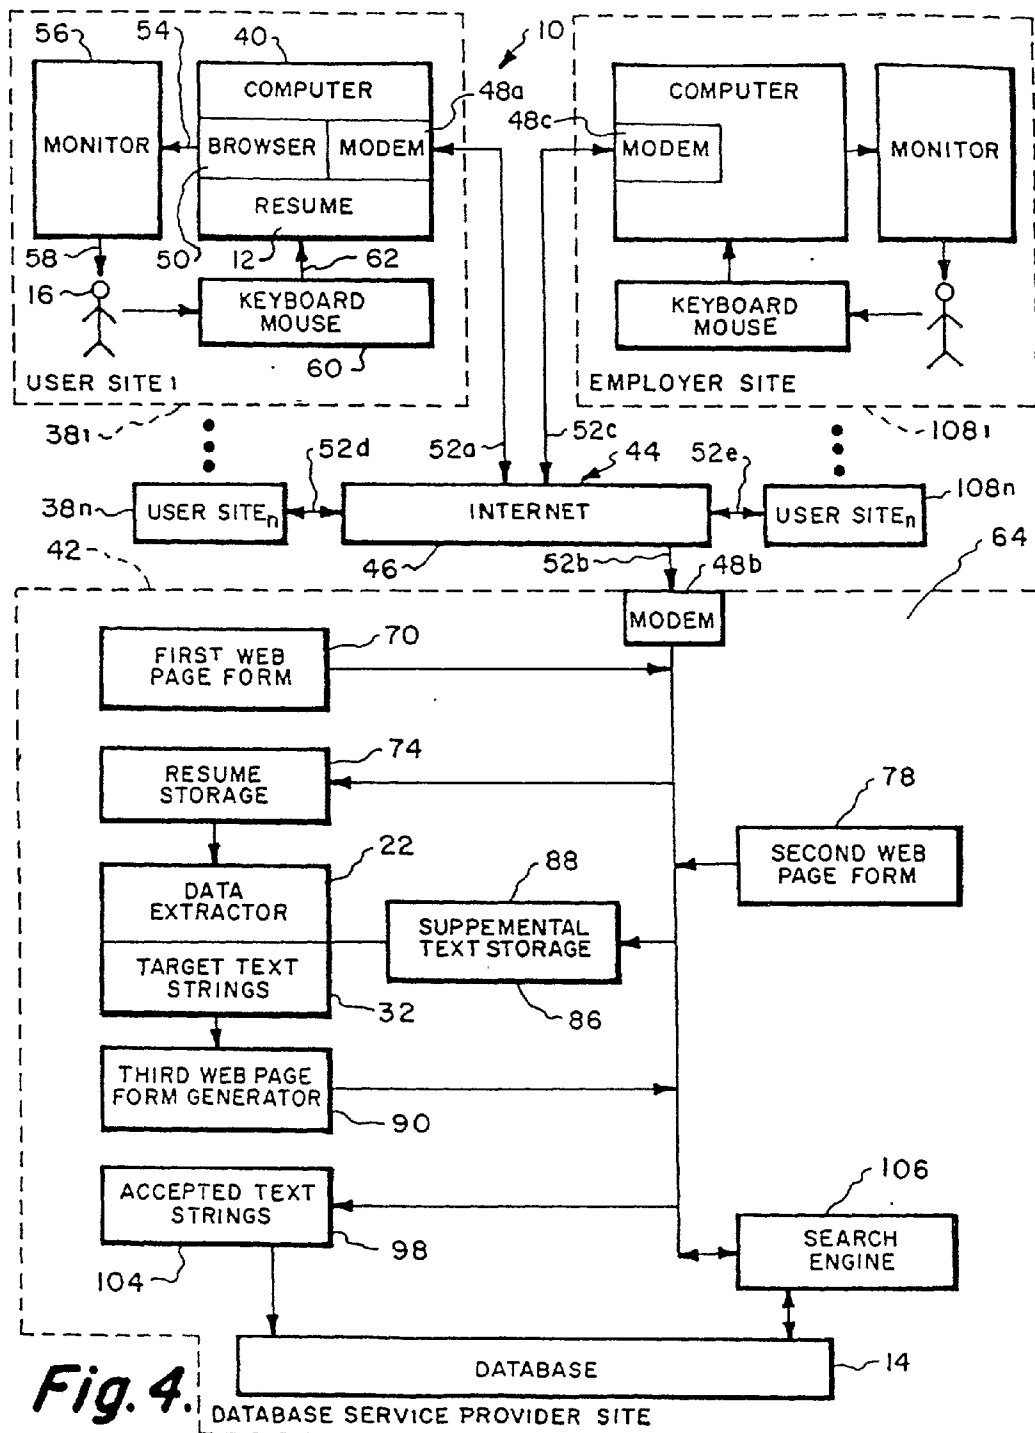 56
54
40
10
COMPUTER
48a
COMPUTER
48c
MONITOR
BROWSER
MODEM
MODEM
MONITOR
RESUME
58
50
12
62
16
KEYBOARD
MOUSE
KEYBOARD
MOUSE
60
USER SITE 1
EMPLOYER SITE
381
52a
52c
1081
52d
44
52e
38n
USER SITEn
INTERNET
USER SITEn
108n
42
46
52b
48b
64
MODEM
70
FIRST WEB
PAGE FORM
74
RESUME
STORAGE
78
SECOND WEB
PAGE FORM
22
DATA
EXTRACTOR
88
SUPPEMENTAL
TEXT STORAGE
TARGET TEXT
STRINGS
32
86
THIRD WEB PAGE
FORM GENERATOR
90
106
ACCEPTED TEXT
STRINGS
98
SEARCH
ENGINE
104
DATABASE
14
Fig. 4.
DATABASE SERVICE PROVIDER SITE